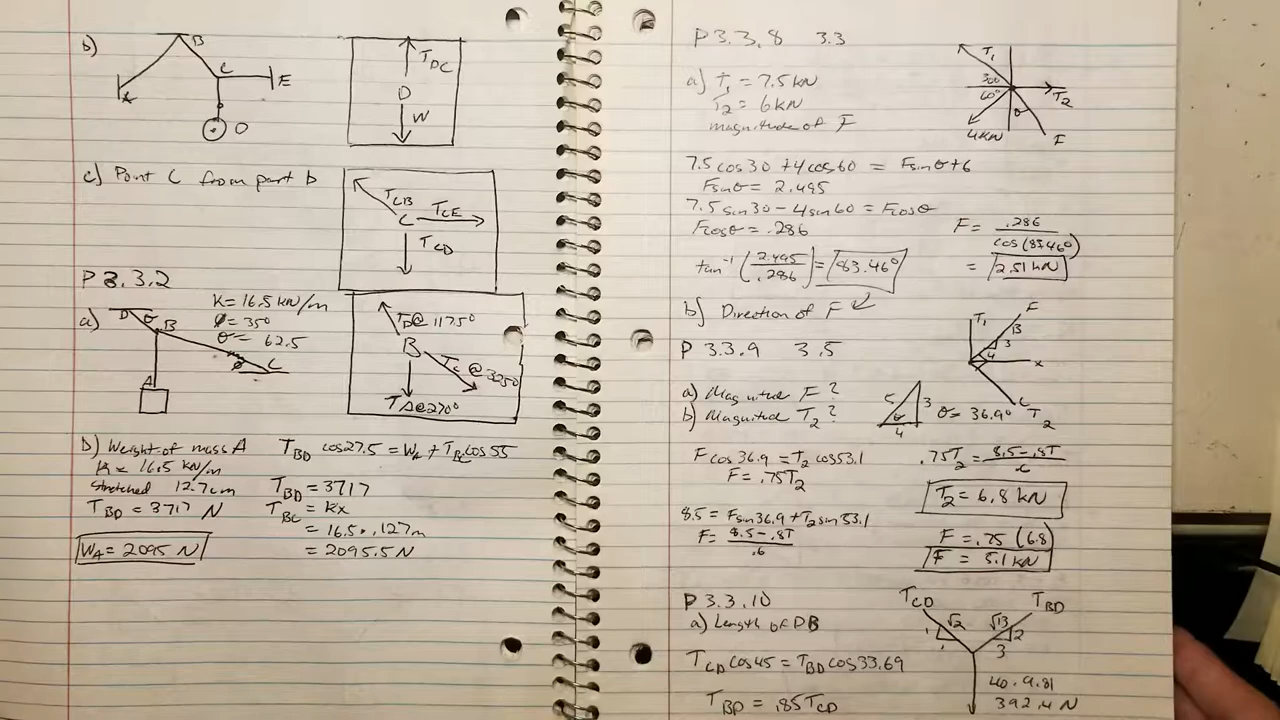 b)
B
C
A
E
D
T_DC
D
W
c) Point C from part b
T_CB
T_CE
C
T_CD
P 3.3.2
a)
K = 16.5 kN/m
ϕ = 35°
θ = 62.5
D
θ
B
ϕ
C
A
T_D @ 117.5°
B
T_C @ 325°
T_A @ 270°
b) Weight of mass A
K = 16.5 kN/m
stretched 12.7cm
T_BD = 3717 N
W_A = 2095 N
T_BD cos27.5 = W_A + T_BC cos 55
T_BD = 3717
T_BC = Kx
= 16.5 · .127m
= 2095.5 N
P 3.3.8 3.3
a) T_1 = 7.5 kN
T_2 = 6 kN
magnitude of F
T_1
30°
60°
T_2
θ
4KN
F
7.5 cos 30 + 4 cos 60 = F sin θ + 6
F sin θ = 2.495
7.5 sin 30 - 4 sin 60 = F cos θ
F cos θ = .286
tan⁻¹ (2.495 / .286) = 83.46°
F = .286 / cos (83.46°)
= 2.51 kN
b) Direction of F ↙
P 3.3.9 3.5
T_1
F
13
3
4
x
T_2
a) Magnitude F ?
b) Magnitud T_2 ?
3
θ
4
θ = 36.9°
F cos 36.9 = T_2 cos 53.1
F = .75T_2
8.5 = F sin 36.9 + T_2 sin 53.1
F = 8.5 - .8T / .6
.75T_2 = 8.5 - .8T / .6
T_2 = 6.8 kN
F = .75 (6.8)
F = 5.1 kN
P 3.3.10
a) Length of DB
T_CD
T_BD
1
√2
1
√13
2
3
T_CD cos 45 = T_BD cos 33.69
T_BD = .85 T_CD
40 · 9.81
392.4 N